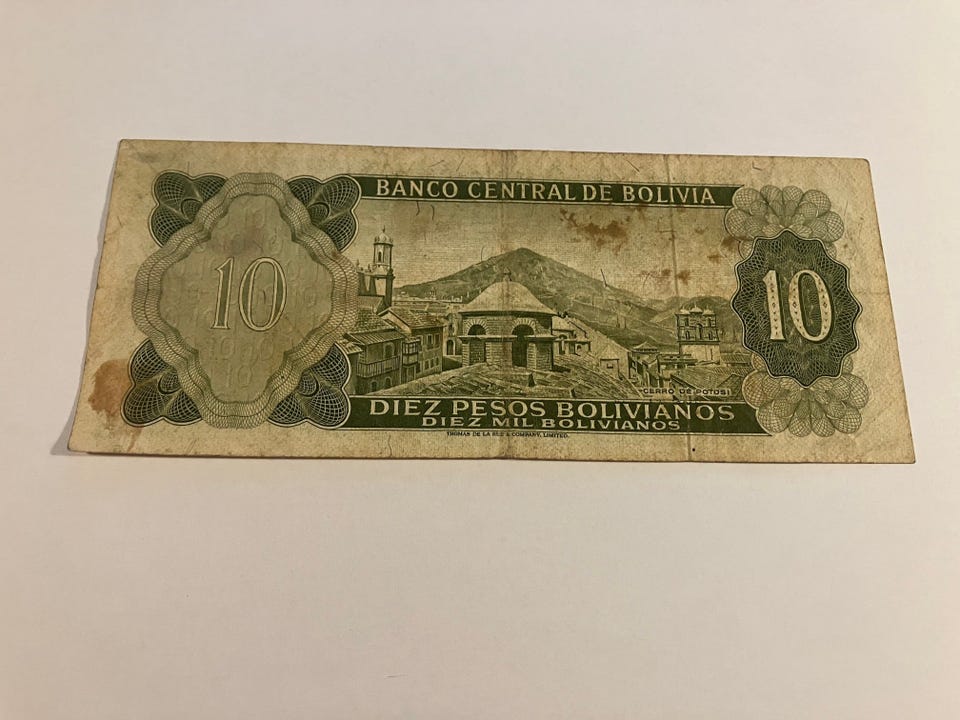 BANCO CENTRAL DE BOLIVIA
10
10
CERRO DE POTOSI
DIEZ PESOS BOLIVIANOS
DIEZ MIL BOLIVIANOS
THOMAS DE LA RUE & COMPANY, LIMITED.